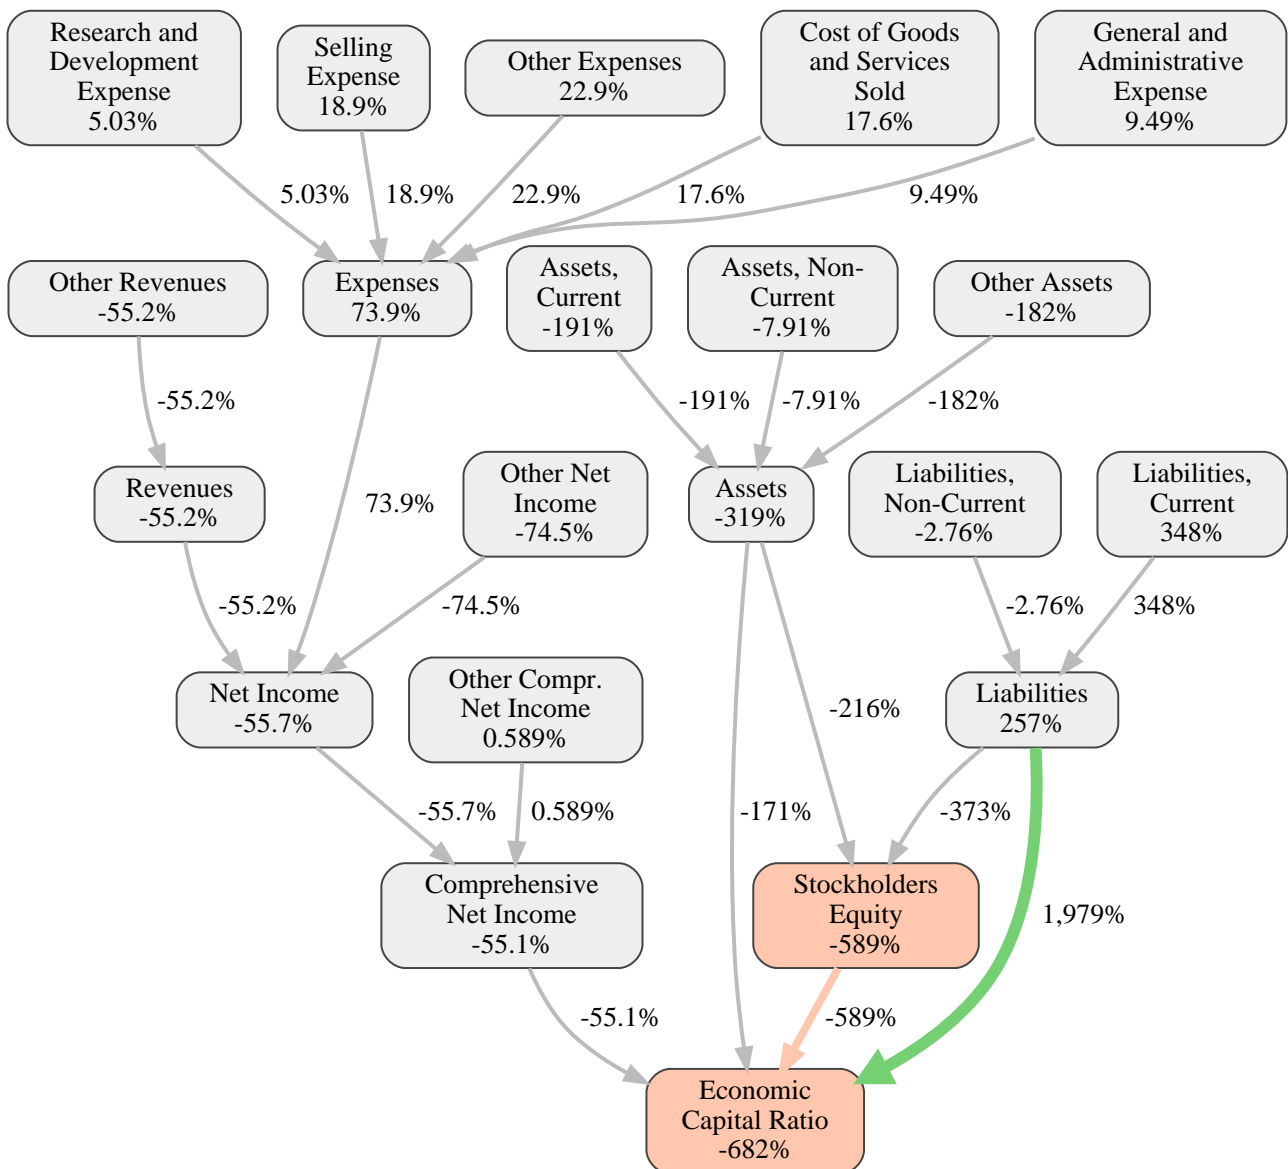 Research and
Development
Expense
5.03%
Selling
Expense
18.9%
Other Expenses
22.9%
Cost of Goods
and Services
Sold
17.6%
General and
Administrative
Expense
9.49%
5.03%
18.9%
22.9%
17.6%
9.49%
Other Revenues
-55.2%
Expenses
73.9%
Assets,
Current
-191%
Assets, Non-
Current
-7.91%
Other Assets
-182%
-55.2%
-191%
-7.91%
-182%
Revenues
-55.2%
73.9%
Other Net
Income
-74.5%
Assets
-319%
Liabilities,
Non-Current
-2.76%
Liabilities,
Current
348%
-55.2%
-74.5%
-2.76%
348%
Net Income
-55.7%
Other Compr.
Net Income
0.589%
-216%
Liabilities
257%
-55.7%
0.589%
-171%
-373%
Comprehensive
Net Income
-55.1%
Stockholders
Equity
-589%
1,979%
-55.1%
-589%
Economic
Capital Ratio
-682%